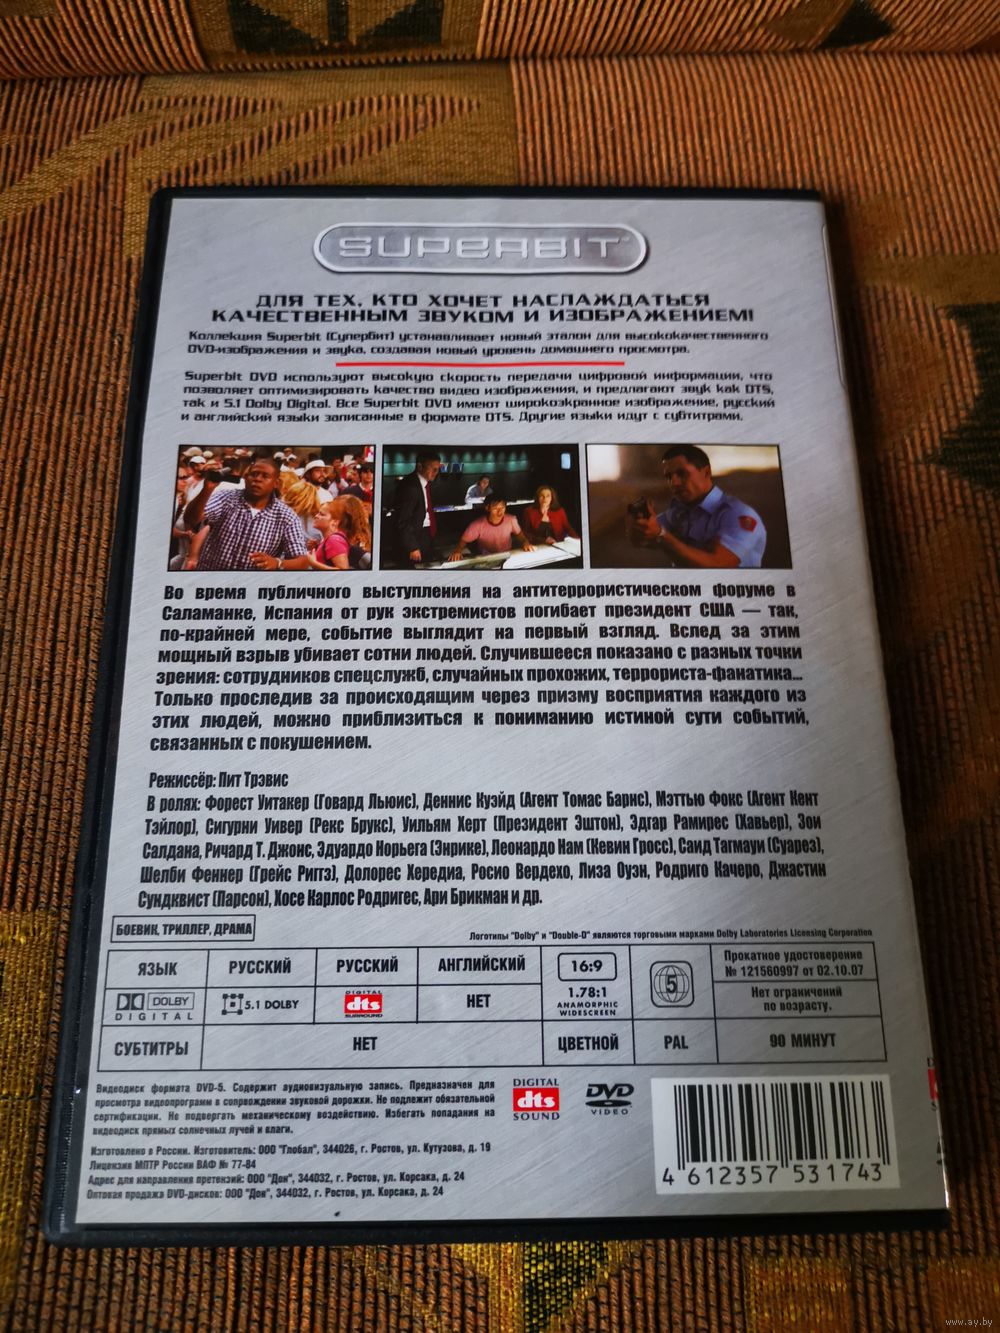 SUPERBIT™
ДЛЯ ТЕХ, КТО ХОЧЕТ НАСЛАЖДАТЬСЯ
КАЧЕСТВЕННЫМ ЗВУКОМ И ИЗОБРАЖЕНИЕМ!
Коллекция Superbit (Супербит) устанавливает новый эталон для высококачественного
DVD-изображения и звука, создавая новый уровень домашнего просмотра.
Superbit DVD используют высокую скорость передачи цифровой информации, что
позволяет оптимизировать качество видео изображения, и предлагают звук как DTS,
так и 5.1 Dolby Digital. Все Superbit DVD имеют широкоэкранное изображение, русский
и английский языки записанные в формате DTS. Другие языки идут с субтитрами.
Во время публичного выступления на антитеррористическом форуме в
Саламанке, Испания от рук экстремистов погибает президент США — так,
по-крайней мере, событие выглядит на первый взгляд. Вслед за этим
мощный взрыв убивает сотни людей. Случившееся показано с разных точки
зрения: сотрудников спецслужб, случайных прохожих, террориста-фанатика...
Только проследив за происходящим через призму восприятия каждого из
этих людей, можно приблизиться к пониманию истиной сути событий,
связанных с покушением.
Режиссёр: Пит Трэвис
В ролях: Форест Уитакер (Говард Льюис), Деннис Куэйд (Агент Томас Барнс), Мэттью Фокс (Агент Кент
Тэйлор), Сигурни Уивер (Рекс Брукс), Уильям Херт (Президент Эштон), Эдгар Рамирес (Хавьер), Зои
Салдана, Ричард Т. Джонс, Эдуардо Норьега (Энрике), Леонардо Нам (Кевин Гросс), Саид Тагмауи (Суарез),
Шелби Феннер (Грейс Риггз), Долорес Хередиа, Росио Вердехо, Лиза Оуэн, Родриго Качеро, Джастин
Сундквист (Парсон), Хосе Карлос Родригес, Ари Брикман и др.
БОЕВИК, ТРИЛЛЕР, ДРАМА
Логотипы "Dolby" и "Double-D" являются торговыми марками Dolby Laboratories Licensing Corporation
ЯЗЫК РУССКИЙ РУССКИЙ АНГЛИЙСКИЙ 16:9 5 Прокатное удостоверение
№ 121560997 от 02.10.07
DOLBY DIGITAL 5.1 DOLBY DIGITAL dts SURROUND НЕТ 1.78:1 ANAMORPHIC WIDESCREEN Нет ограничений
по возрасту.
СУБТИТРЫ НЕТ ЦВЕТНОЙ PAL 90 МИНУТ
Видеодиск формата DVD-5. Содержит аудиовизуальную запись. Предназначен для
просмотра видеопрограмм в сопровождении звуковой дорожки. Не подлежит обязательной
сертификации. Не подвергать механическому воздействию. Избегать попадания на
видеодиск прямых солнечных лучей и влаги.
Изготовлено в России. Изготовитель: ООО "Глобал", 344026, г. Ростов, ул. Кутузова, д. 19
Лицензия МПТР России ВАФ № 77-84
Адрес для направления претензий: ООО "Дон", 344032, г. Ростов, ул. Корсака, д. 24
Оптовая продажа DVD-дисков: ООО "Дон", 344032, г. Ростов, ул. Корсака, д. 24
DIGITAL dts SOUND
DVD VIDEO
4 612357 531743
www.ay.by